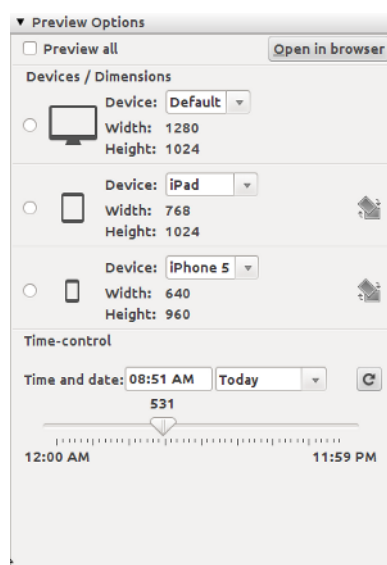 Preview Options
Preview all Open in browser
Devices / Dimensions
Device: Default
Width: 1280
Height: 1024
Device: iPad
Width: 768
Height: 1024
Device: iPhone 5
Width: 640
Height: 960
Time-control
Time and date: 08:51 AM Today
531
12:00 AM 11:59 PM